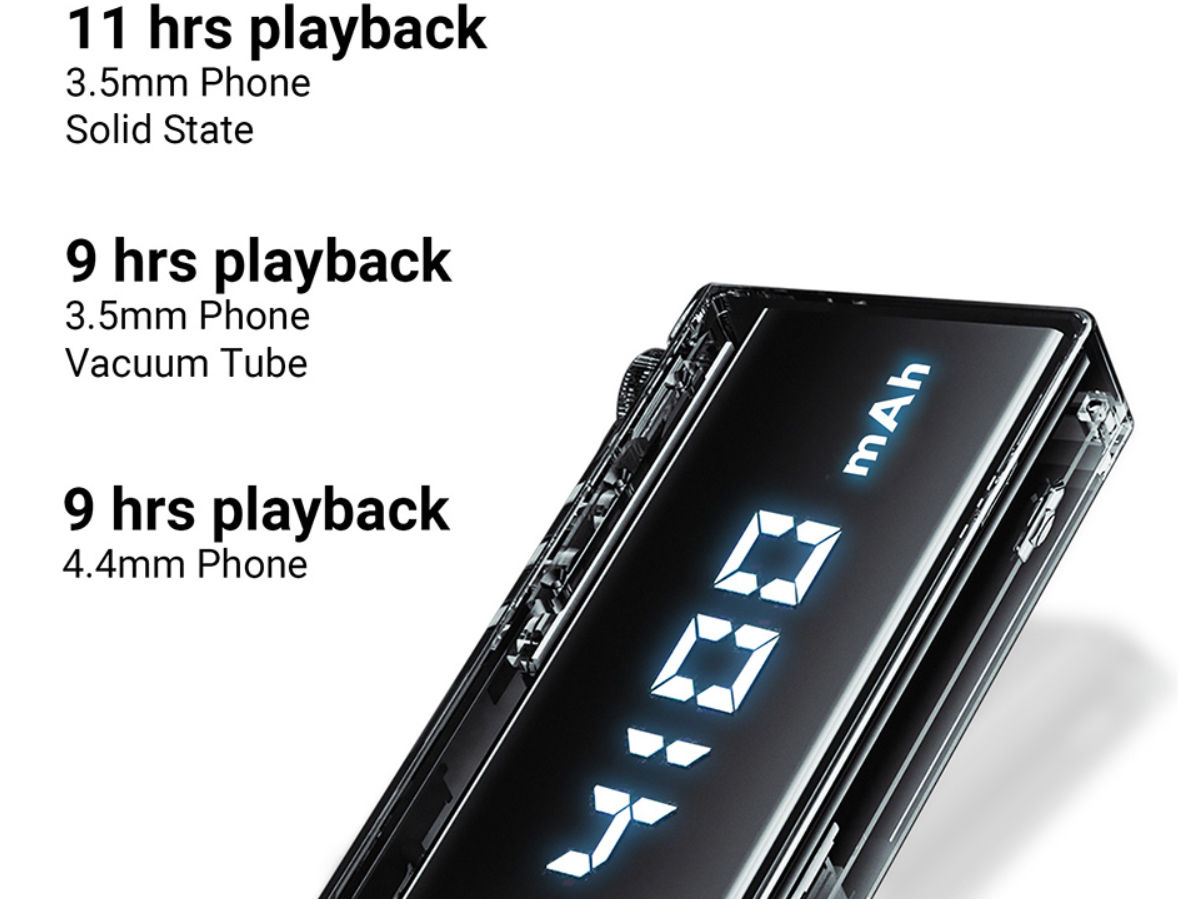 11 hrs playback
3.5mm Phone
Solid State
9 hrs playback
3.5mm Phone
Vacuum Tube
9 hrs playback
4.4mm Phone
4100 mAh